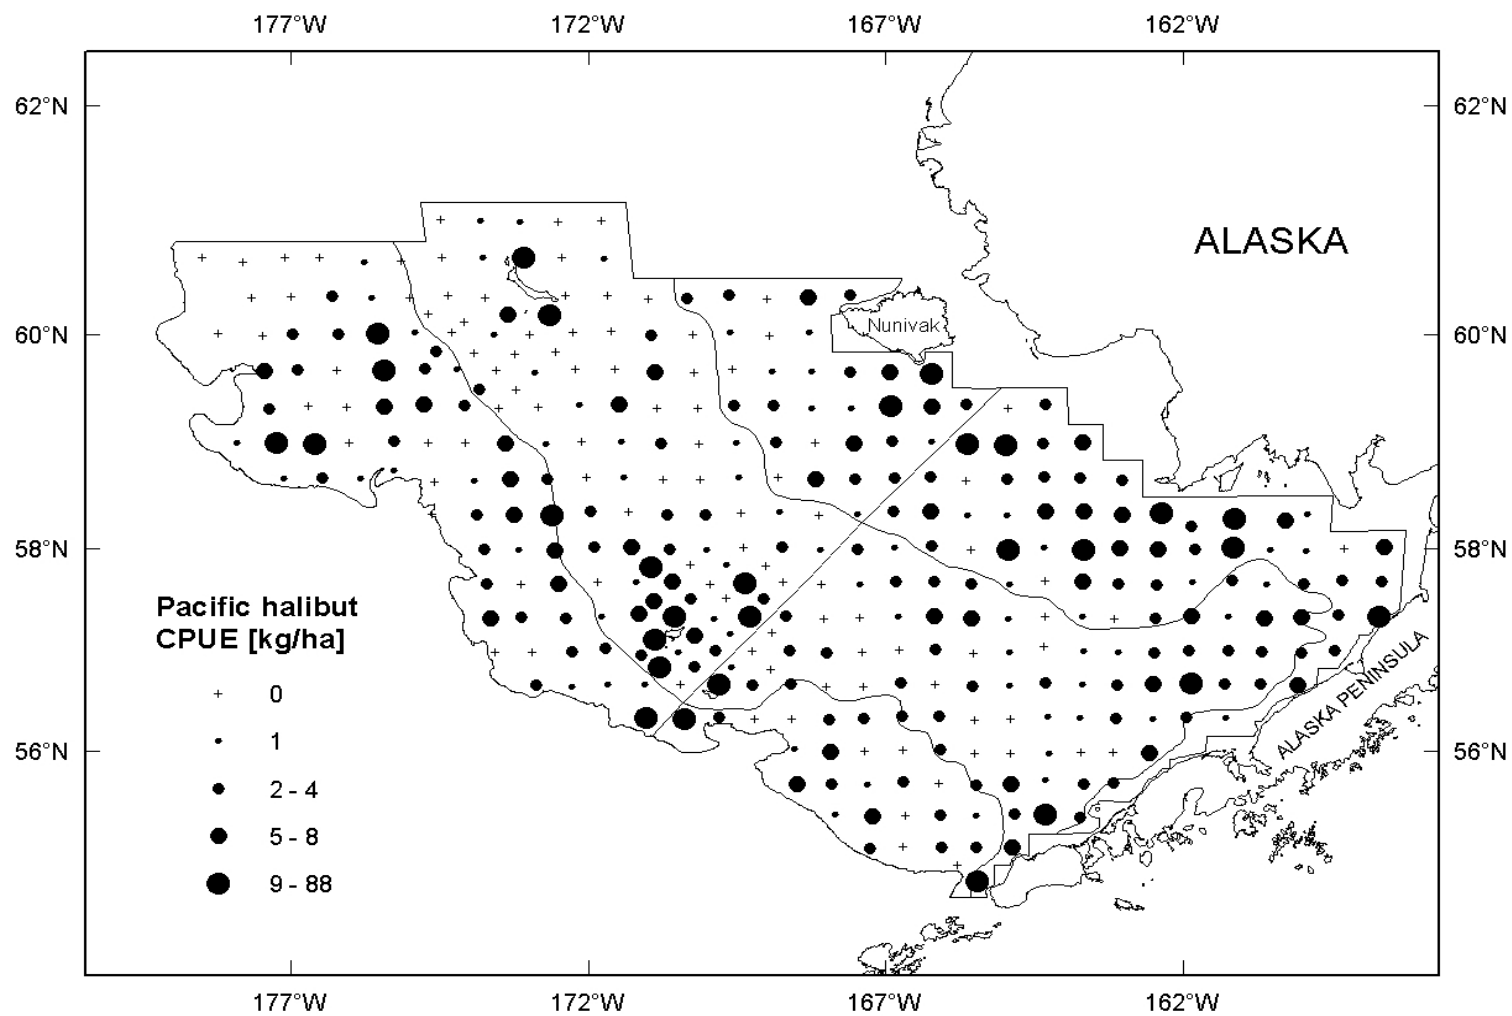 177°W 172°W 167°W 162°W
62°N 62°N
ALASKA
Nunivak
60°N 60°N
58°N 58°N
Pacific halibut
CPUE [kg/ha]
0
1
2 - 4
5 - 8
9 - 88
ALASKA PENINSULA
56°N 56°N
177°W 172°W 167°W 162°W